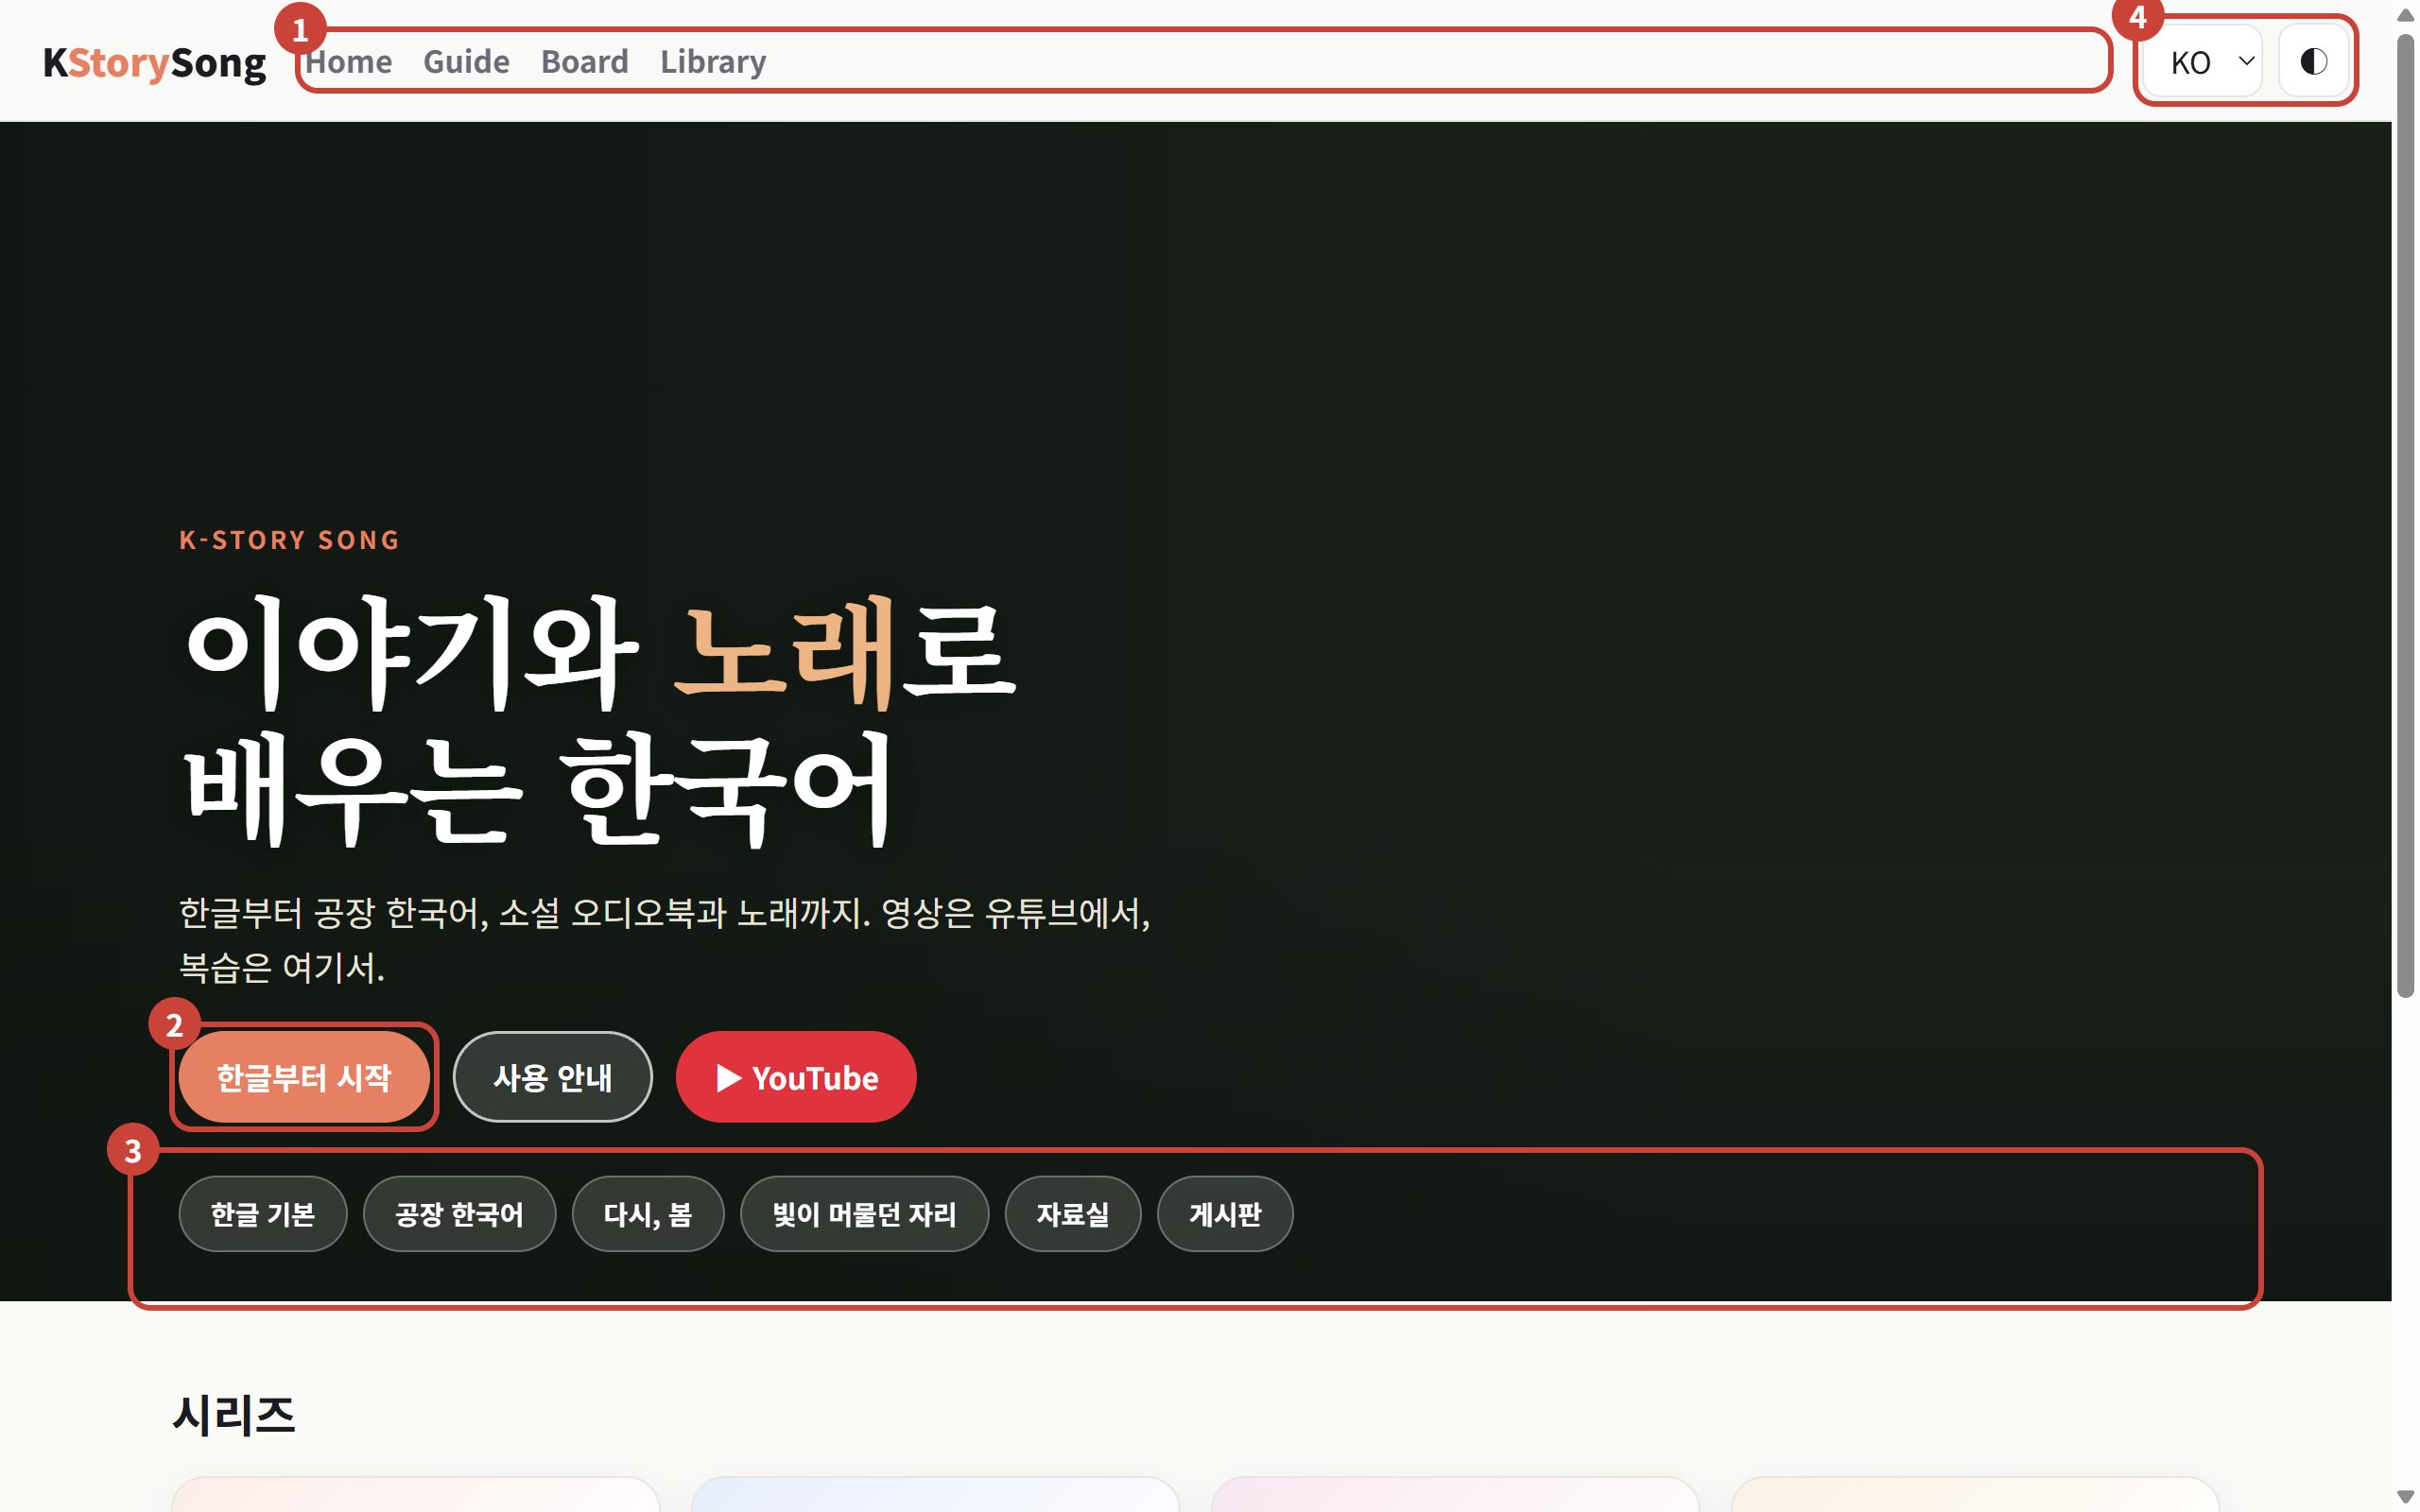 1
4
KStorySong
Home Guide Board Library
KO
K-STORY SONG
이야기와 노래로
배우는 한국어
한글부터 공장 한국어, 소설 오디오북과 노래까지. 영상은 유튜브에서,
복습은 여기서.
2
한글부터 시작
사용 안내
▶ YouTube
3
한글 기본
공장 한국어
다시, 봄
빛이 머물던 자리
자료실
게시판
시리즈